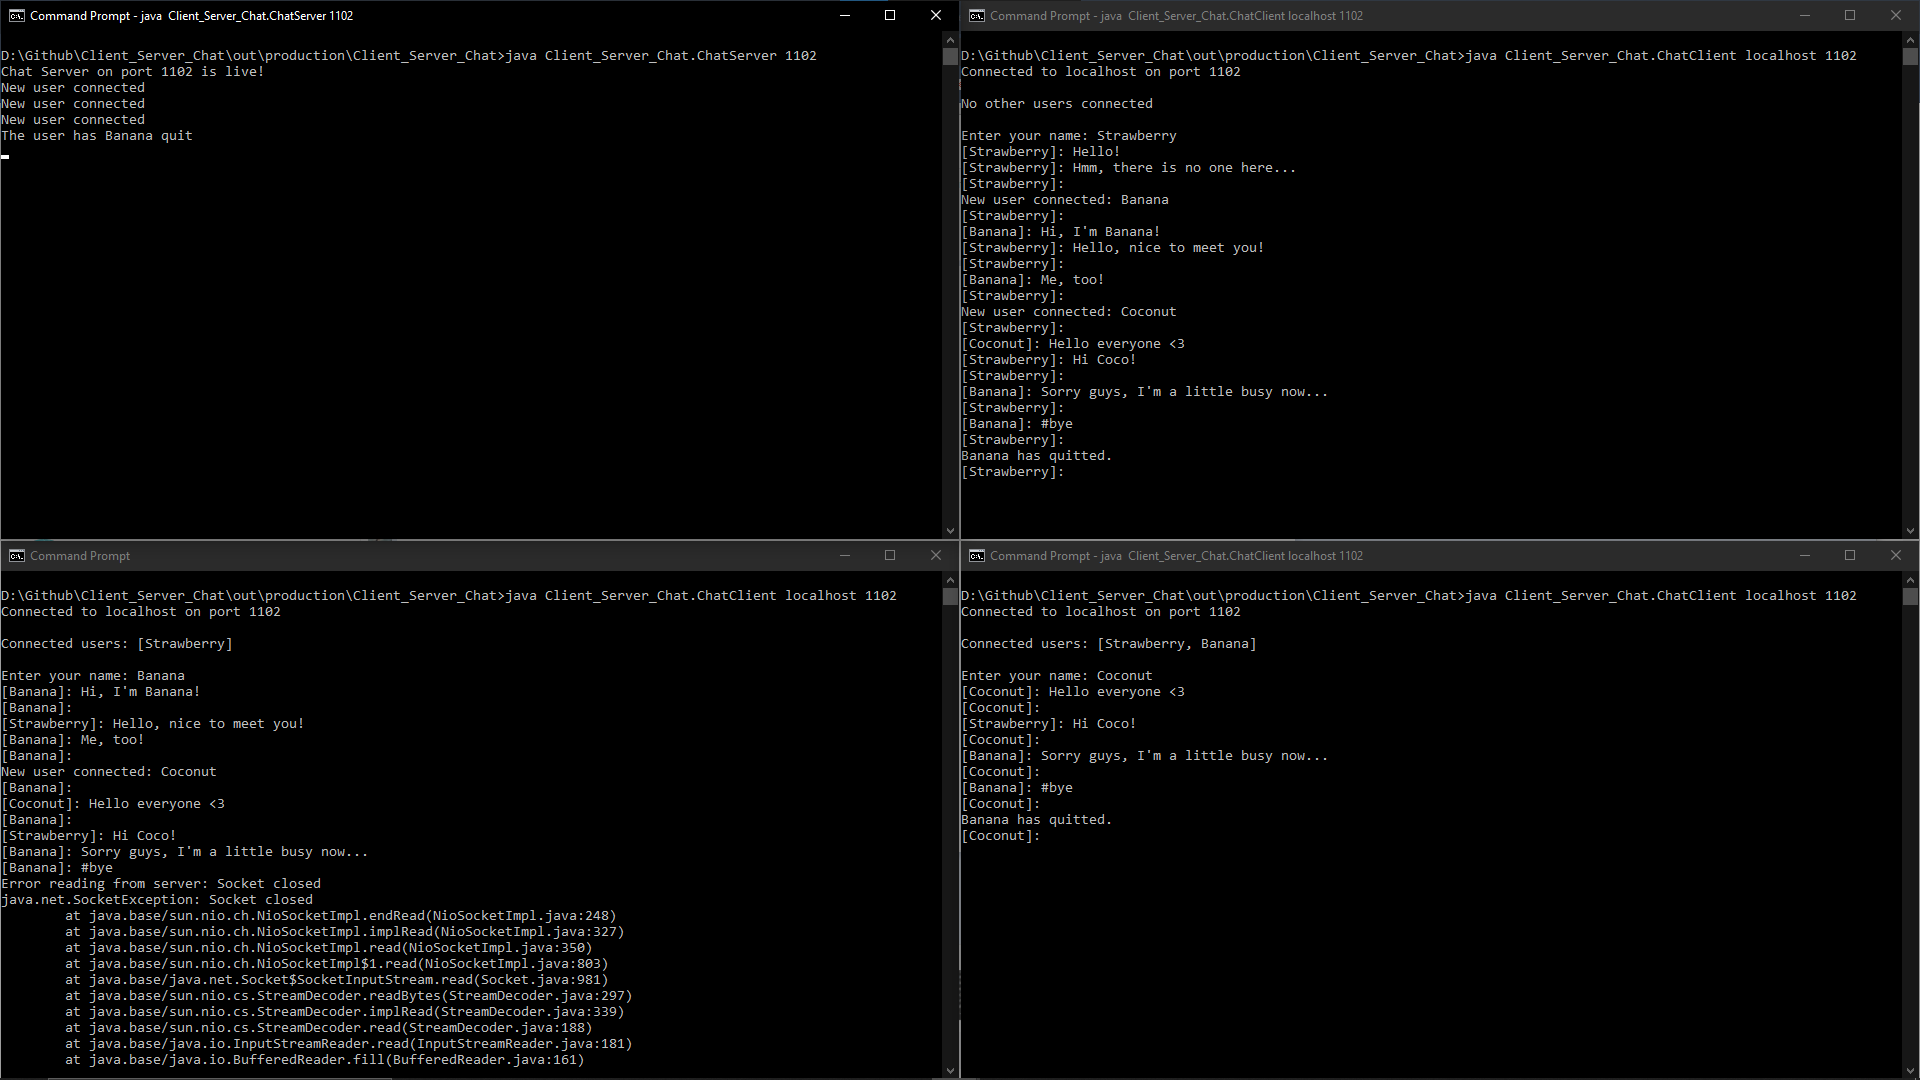 Command Prompt - java  Client_Server_Chat.ChatServer 1102
D:\Github\Client_Server_Chat\out\production\Client_Server_Chat>java Client_Server_Chat.ChatServer 1102
Chat Server on port 1102 is live!
New user connected
New user connected
New user connected
The user has Banana quit
Command Prompt - java  Client_Server_Chat.ChatClient localhost 1102
D:\Github\Client_Server_Chat\out\production\Client_Server_Chat>java Client_Server_Chat.ChatClient localhost 1102
Connected to localhost on port 1102
No other users connected
Enter your name: Strawberry
[Strawberry]: Hello!
[Strawberry]: Hmm, there is no one here...
[Strawberry]:
New user connected: Banana
[Strawberry]:
[Banana]: Hi, I'm Banana!
[Strawberry]: Hello, nice to meet you!
[Strawberry]:
[Banana]: Me, too!
[Strawberry]:
New user connected: Coconut
[Strawberry]:
[Coconut]: Hello everyone <3
[Strawberry]: Hi Coco!
[Strawberry]:
[Banana]: Sorry guys, I'm a little busy now...
[Strawberry]:
[Banana]: #bye
[Strawberry]:
Banana has quitted.
[Strawberry]:
Command Prompt
D:\Github\Client_Server_Chat\out\production\Client_Server_Chat>java Client_Server_Chat.ChatClient localhost 1102
Connected to localhost on port 1102
Connected users: [Strawberry]
Enter your name: Banana
[Banana]: Hi, I'm Banana!
[Banana]:
[Strawberry]: Hello, nice to meet you!
[Banana]: Me, too!
[Banana]:
New user connected: Coconut
[Banana]:
[Coconut]: Hello everyone <3
[Banana]:
[Strawberry]: Hi Coco!
[Banana]: Sorry guys, I'm a little busy now...
[Banana]: #bye
Error reading from server: Socket closed
java.net.SocketException: Socket closed
at java.base/sun.nio.ch.NioSocketImpl.endRead(NioSocketImpl.java:248)
at java.base/sun.nio.ch.NioSocketImpl.implRead(NioSocketImpl.java:327)
at java.base/sun.nio.ch.NioSocketImpl.read(NioSocketImpl.java:350)
at java.base/sun.nio.ch.NioSocketImpl$1.read(NioSocketImpl.java:803)
at java.base/java.net.Socket$SocketInputStream.read(Socket.java:981)
at java.base/sun.nio.cs.StreamDecoder.readBytes(StreamDecoder.java:297)
at java.base/sun.nio.cs.StreamDecoder.implRead(StreamDecoder.java:339)
at java.base/sun.nio.cs.StreamDecoder.read(StreamDecoder.java:188)
at java.base/java.io.InputStreamReader.read(InputStreamReader.java:181)
at java.base/java.io.BufferedReader.fill(BufferedReader.java:161)
Command Prompt - java  Client_Server_Chat.ChatClient localhost 1102
D:\Github\Client_Server_Chat\out\production\Client_Server_Chat>java Client_Server_Chat.ChatClient localhost 1102
Connected to localhost on port 1102
Connected users: [Strawberry, Banana]
Enter your name: Coconut
[Coconut]: Hello everyone <3
[Coconut]:
[Strawberry]: Hi Coco!
[Coconut]:
[Banana]: Sorry guys, I'm a little busy now...
[Coconut]:
[Banana]: #bye
[Coconut]:
Banana has quitted.
[Coconut]: